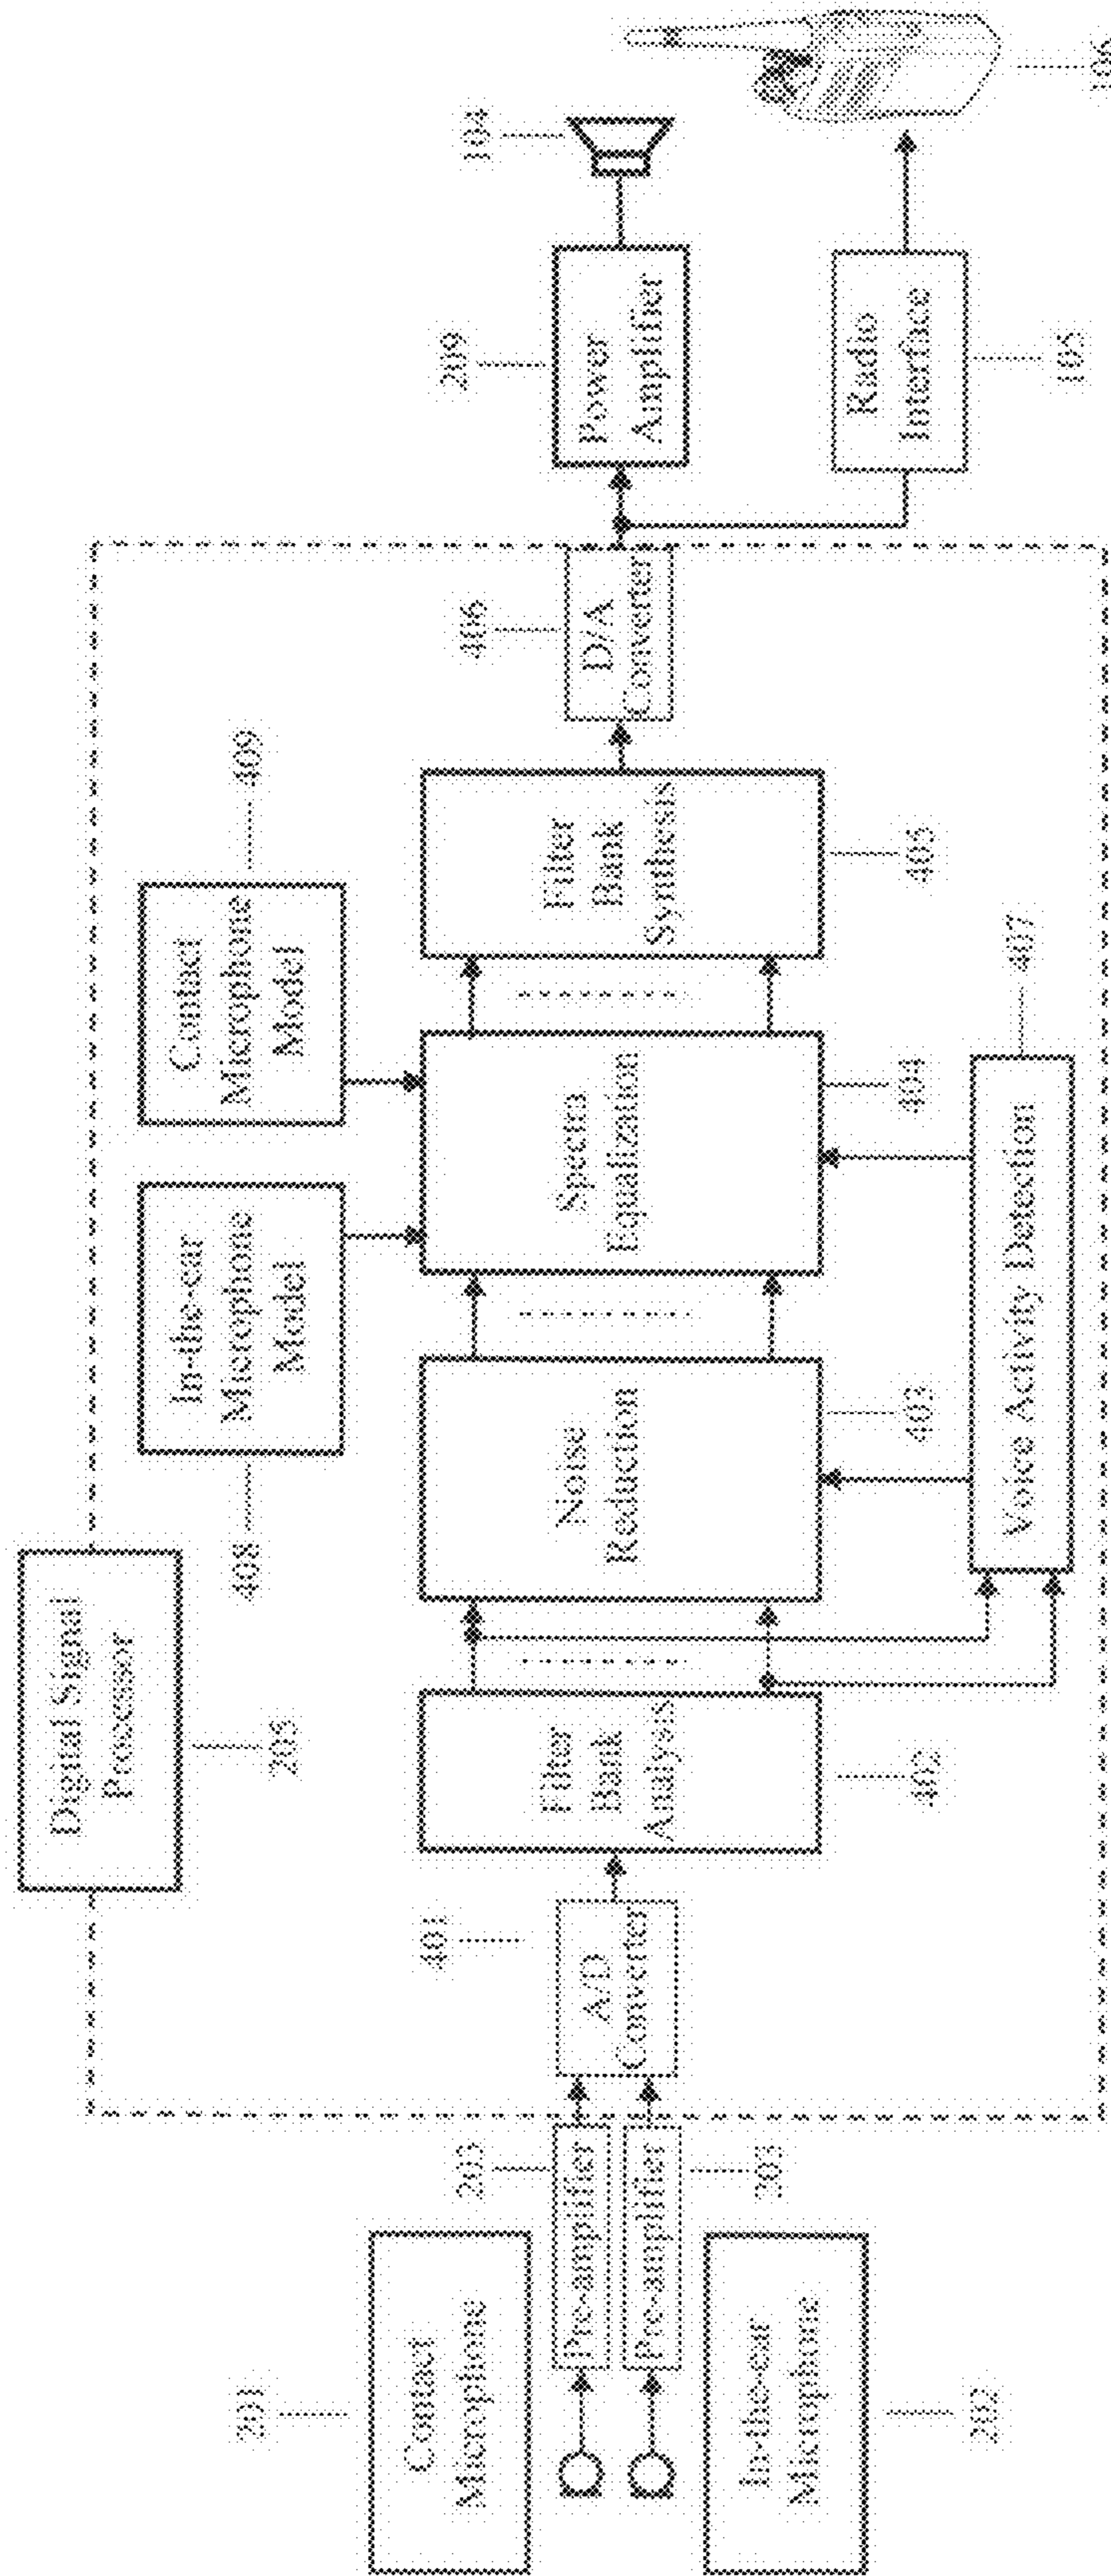 Digital Signal
Processor
205
408
In-the-ear
Microphone
Model
Contact
Microphone
Model
409
201
Contact
Microphone
203
Pre-amplifier
Pre-amplifier
In-the-ear
Microphone
202
401
A/D
Converter
Filter
Bank
Analysis
402
Noise
Reduction
403
Equalization
404
Filter
Bank
Synthesis
405
406
D/A
Converter
Voice Activity Detection
407
209
Power
Amplifier
104
Radio
Interface
105
106